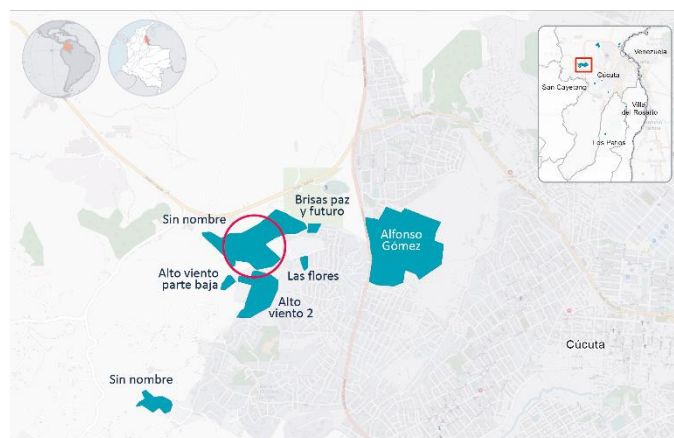 Venezuela
Cúcuta
San Cayetano
Villa
del Rosario
Los Patios
Brisas paz
y futuro
Sin nombre
Alfonso
Gómez
Alto viento
parte baja
Las flores
Alto
viento 2
Cúcuta
Sin nombre